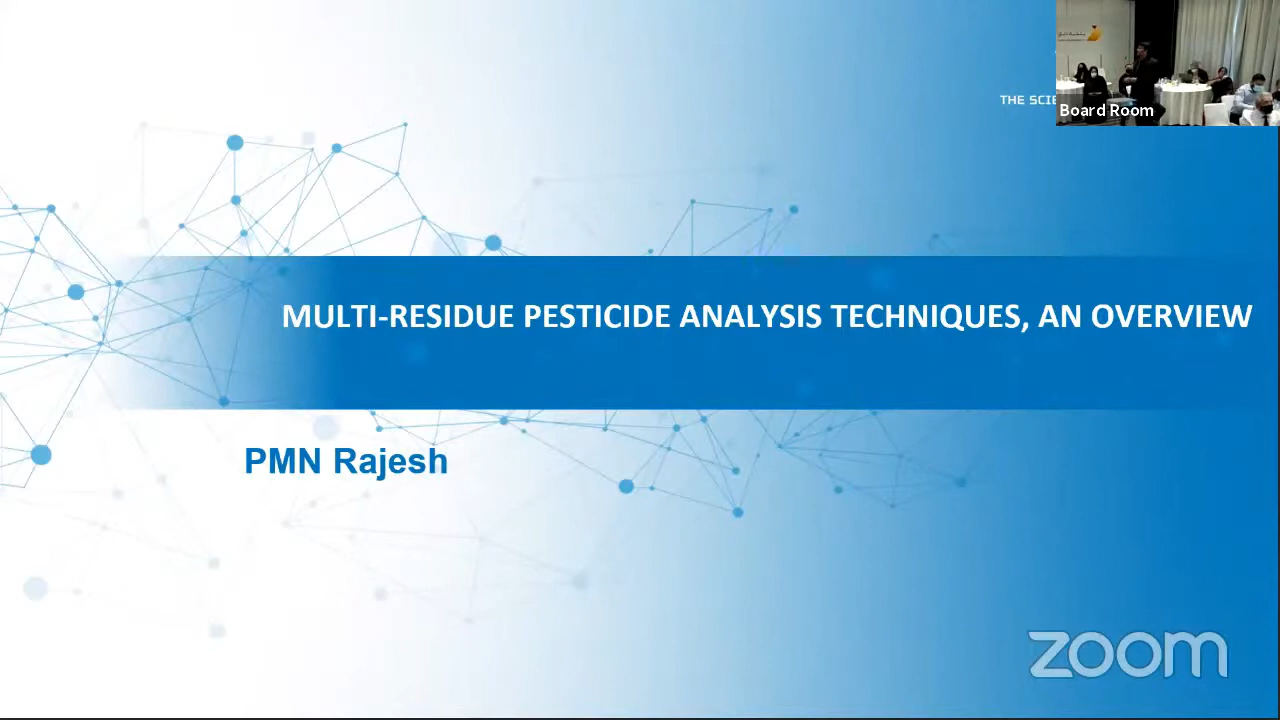 THE SCIE
Board Room
MULTI-RESIDUE PESTICIDE ANALYSIS TECHNIQUES, AN OVERVIEW
PMN Rajesh
zoom